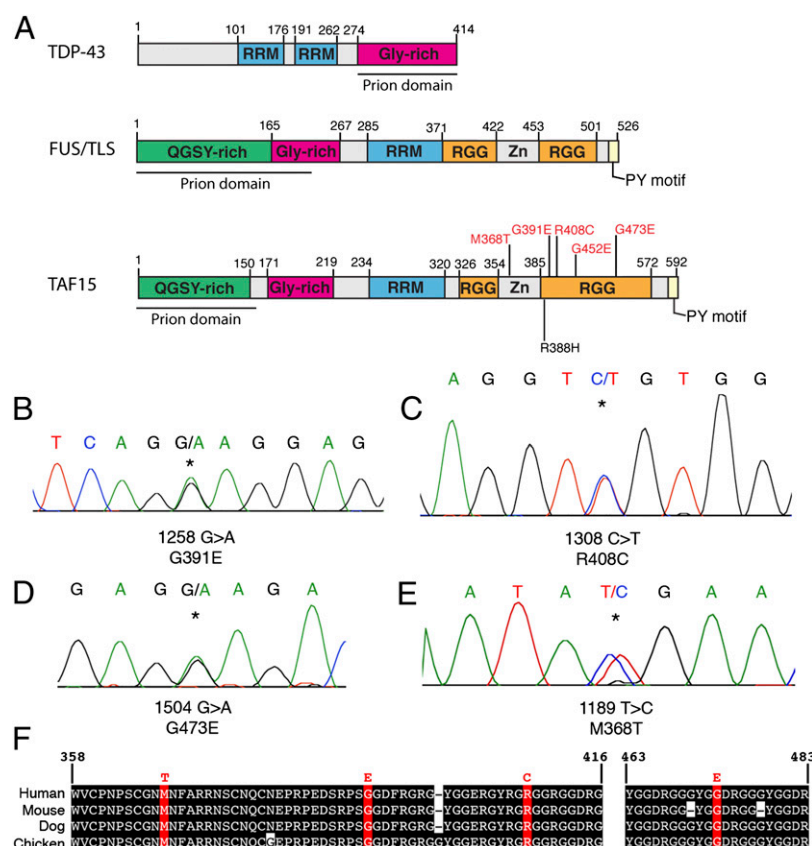 A
TDP-43
1 101 176 191 262 274 414
RRM RRM Gly-rich
Prion domain
FUS/TLS
1 165 267 285 371 422 453 501 526
QGSY-rich Gly-rich RRM RGG Zn RGG
Prion domain
PY motif
TAF15
M368T G391E R408C G452E G473E
1 150 171 219 234 320 326 354 385 572 592
QGSY-rich Gly-rich RRM RGG Zn RGG
Prion domain
PY motif
R388H
B
T C A G G/A A G G A G
*
1258 G>A
G391E
C
A G G T C/T G T G G
*
1308 C>T
R408C
D
G A G G/A A G A
*
1504 G>A
G473E
E
A T A T/C G A A
*
1189 T>C
M368T
F
358 416 463 483
T E C E
Human WVCPNPSCGNMNFARRNSCNQCNEPRPEDSRPSGGDFRGRG-YGGERGYRGRGGRGGDRG YGGDRGGGYGGDRGGGYGGDR
Mouse WVCPNPSCGNMNFARRNSCNQCNEPRPEDSRPSGGDFRGRG-YGGERGYRGRGGRGGDRG YGGDRGG-YGGDRGG-YGGDR
Dog WVCPNPSCGNMNFARRNSCNQCNEPRPEDSRPSGGDFRGRG-YGGERGYRGRGGRGGDRG YGGDRGGGYGGDRGGGYGGDR
Chicken WVCPNPSCGNMNFARRNSCNQCGEPRPEDSRPSGGDFRGRGGYGGERGYRGRGGRGGDRG YGGDRGGGYGGDRGGGYGGDR